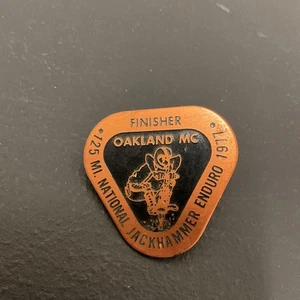 FINISHER
OAKLAND MC
• 125 MI. NATIONAL JACKHAMMER ENDURO 1977 •